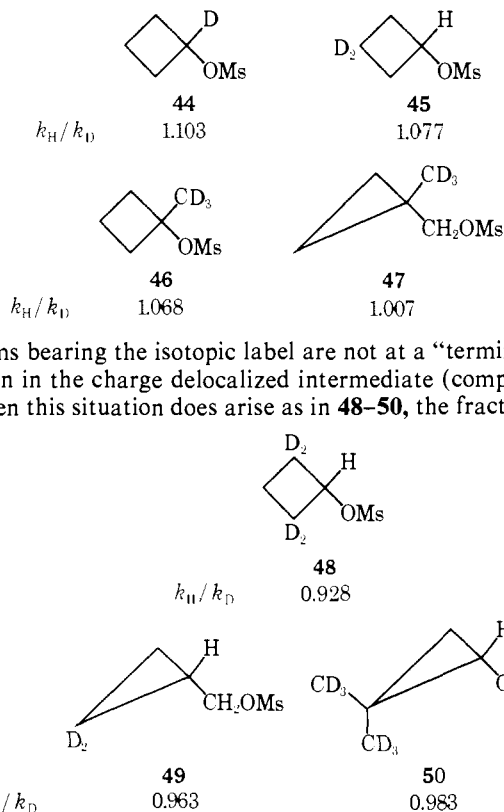 D
OMs
44
D₂
H
OMs
45
k_H/k_D 1.103 1.077
CD₃
OMs
46
CD₃
CH₂OMs
47
k_H/k_D 1.068 1.007
ns bearing the isotopic label are not at a “termi
n in the charge delocalized intermediate (comp
en this situation does arise as in 48–50, the fract
D₂
H
OMs
D₂
48
k_H/k_D 0.928
H
CH₂OMs
D₂
49
H
CD₃
CD₃
50
/k_D 0.963 0.983